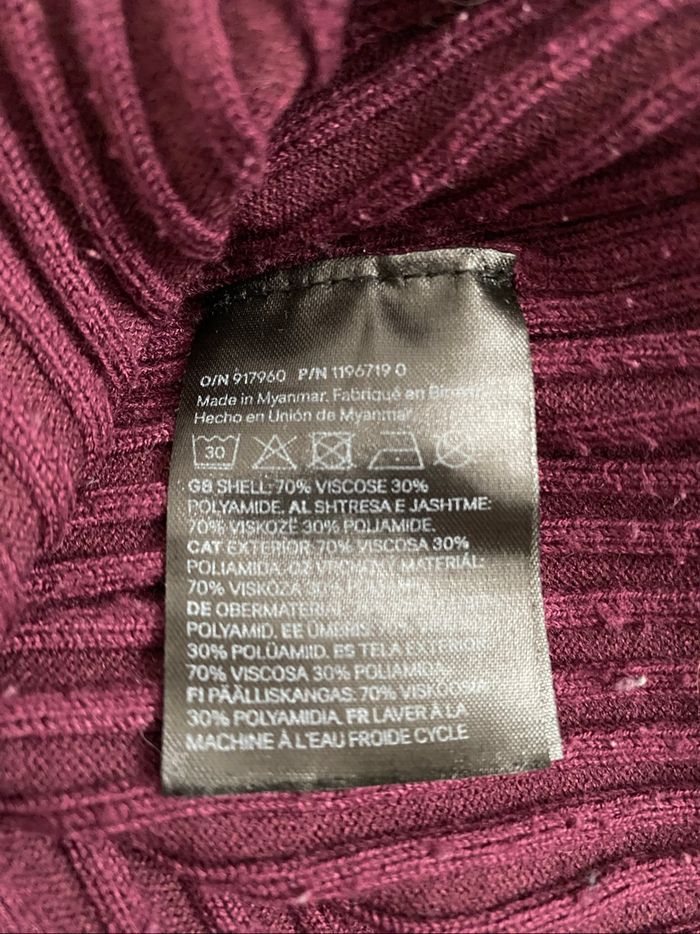 O/N 917960 P/N 1196719 0
Made in Myanmar. Fabriqué en
Hecho en Unión de Myanmar
30
GB SHELL: 70% VISCOSE 30%
POLYAMIDE. AL SHTRESA E JASHTME:
70% VISKOZË 30% POLIAMIDE.
CAT EXTERIOR: 70% VISCOSA 30%
POLIAMIDA. CZ MATERIÁL:
70% VISKÓZA
DE OBERMATERIAL
POLYAMID. EE
30% POLÜAMIID. ES TELA EXTERIOR:
70% VISCOSA 30% POLIAMIDA.
FI PÄÄLLISKANGAS: 70% VISKOOSIA
30% POLYAMIDIA. FR LAVER À LA
MACHINE À L'EAU FROIDE CYCLE